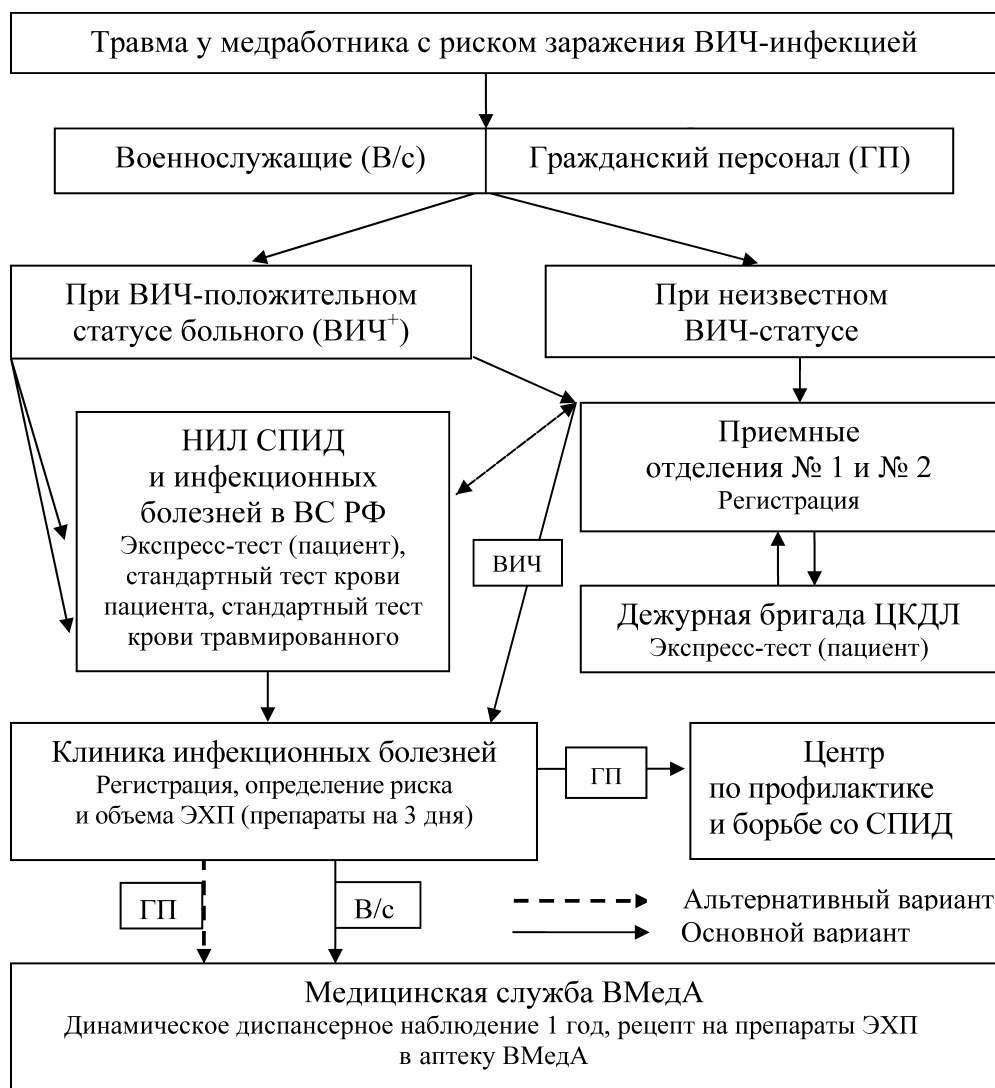 Травма у медработника с риском заражения ВИЧ-инфекцией
Военнослужащие (В/с)
Гражданский персонал (ГП)
При ВИЧ-положительном
статусе больного (ВИЧ⁺)
При неизвестном
ВИЧ-статусе
НИЛ СПИД
и инфекционных
болезней в ВС РФ
Экспресс-тест (пациент),
стандартный тест крови
пациента, стандартный тест
крови травмированного
Приемные
отделения № 1 и № 2
Регистрация
ВИЧ
Дежурная бригада ЦКДЛ
Экспресс-тест (пациент)
Клиника инфекционных болезней
Регистрация, определение риска
и объема ЭХП (препараты на 3 дня)
ГП
Центр
по профилактике
и борьбе со СПИД
ГП
В/с
Альтернативный вариант
Основной вариант
Медицинская служба ВМедА
Динамическое диспансерное наблюдение 1 год, рецепт на препараты ЭХП
в аптеку ВМедА